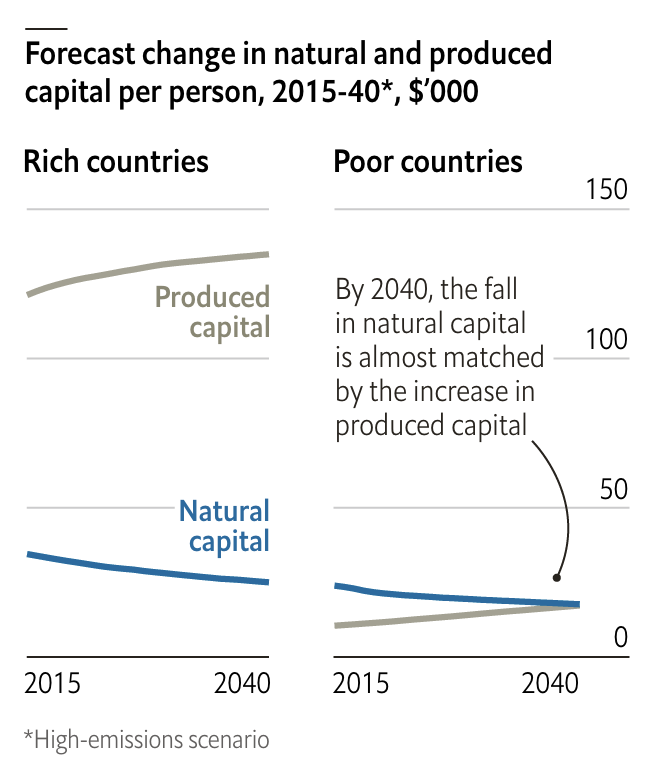 Forecast change in natural and produced
capital per person, 2015-40*, $’000
Rich countries
Poor countries
150
Produced
capital
By 2040, the fall
in natural capital
is almost matched
by the increase in
produced capital
100
Natural
capital
50
0
2015 2040
2015 2040
*High-emissions scenario